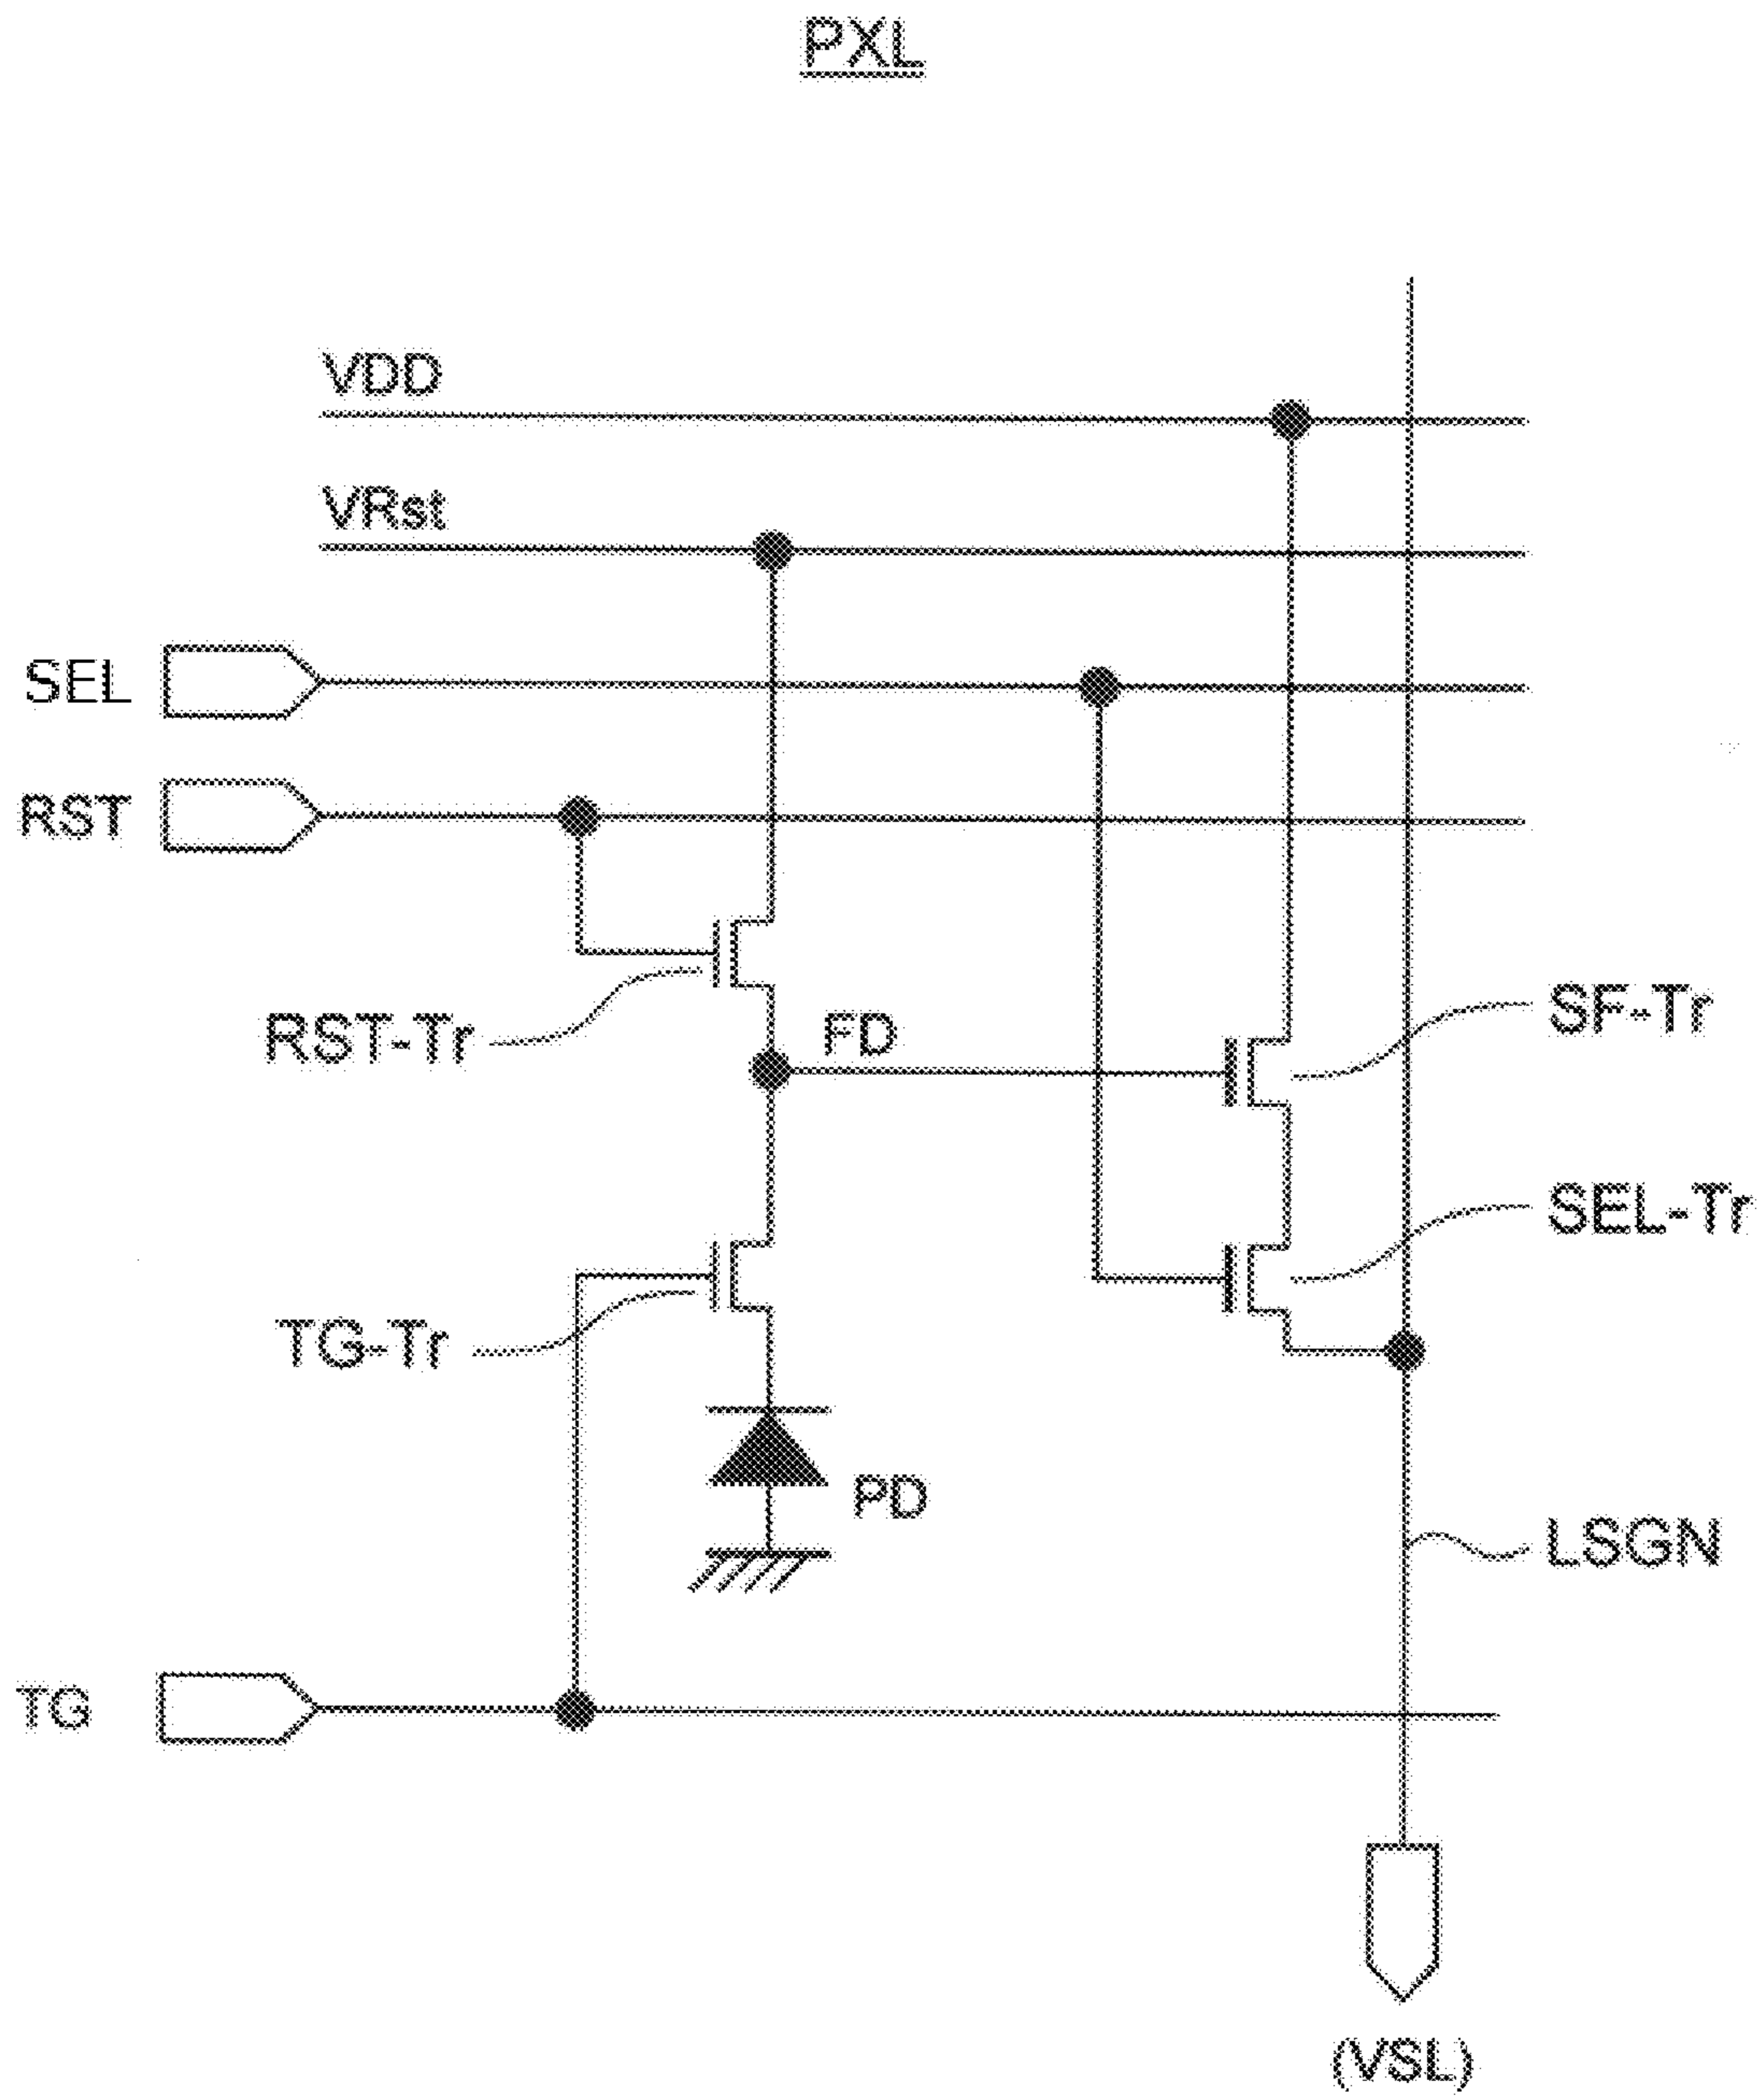 PXL
VDD
VRst
SEL
RST
RST-Tr
FD
SF-Tr
SEL-Tr
TG-Tr
PD
LSGN
TG
(VSL)